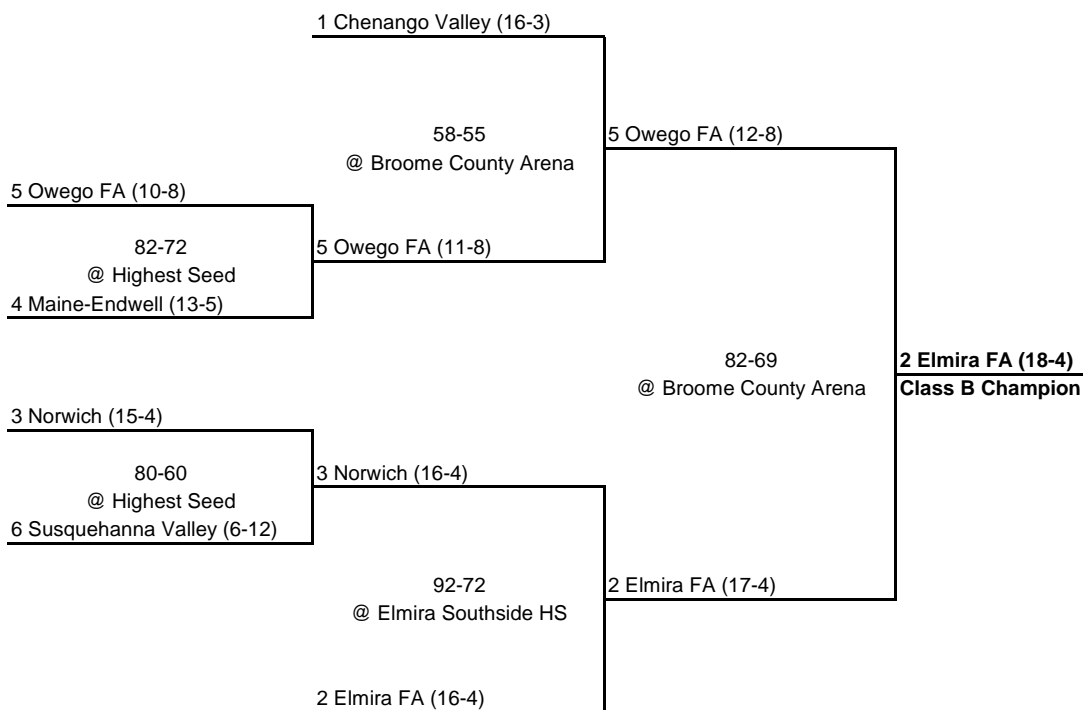 1 Chenango Valley (16-3)
58-55
@ Broome County Arena
5 Owego FA (12-8)
5 Owego FA (10-8)
82-72
@ Highest Seed
5 Owego FA (11-8)
4 Maine-Endwell (13-5)
82-69
@ Broome County Arena
2 Elmira FA (18-4)
Class B Champion
3 Norwich (15-4)
80-60
@ Highest Seed
3 Norwich (16-4)
6 Susquehanna Valley (6-12)
92-72
@ Elmira Southside HS
2 Elmira FA (17-4)
2 Elmira FA (16-4)